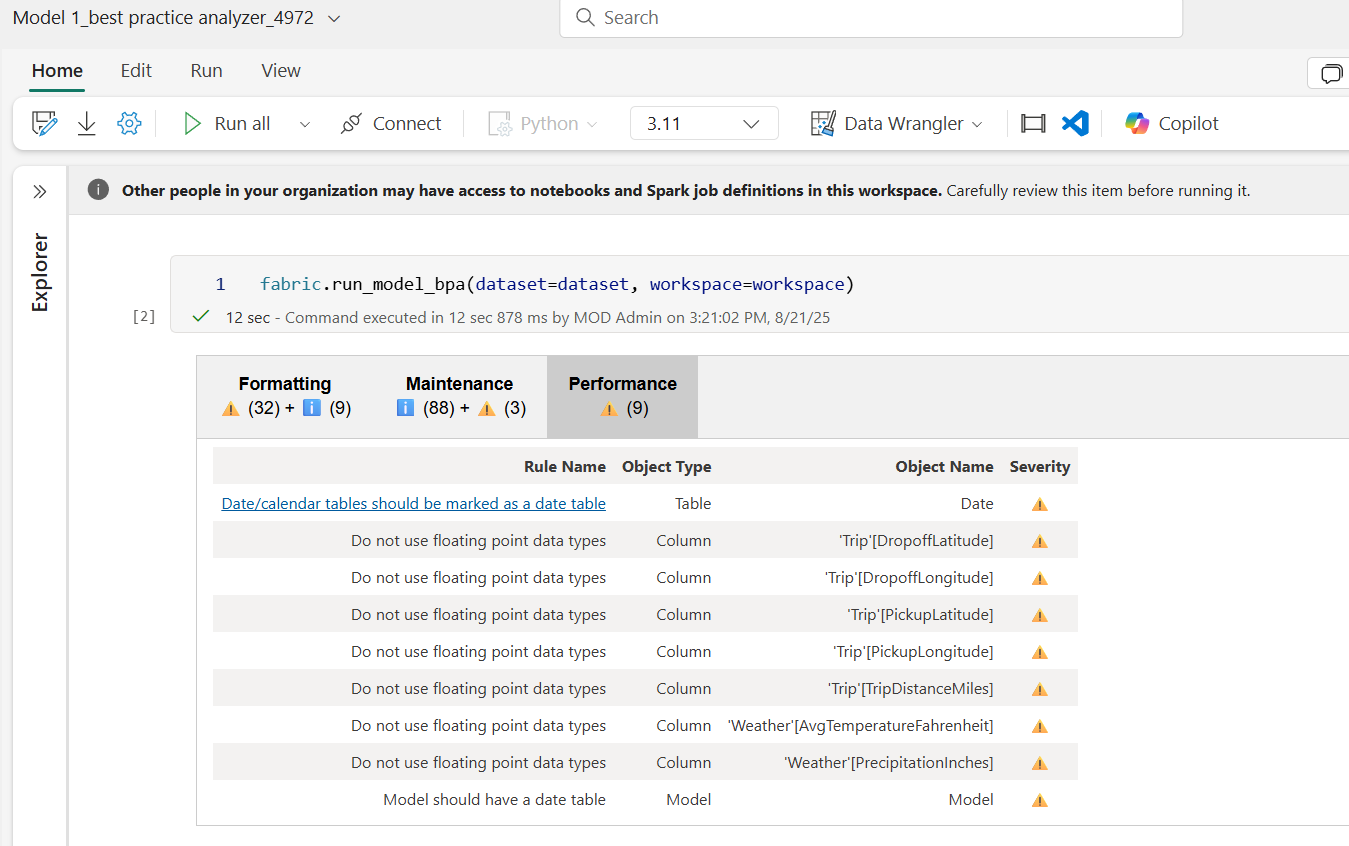 Model 1_best practice analyzer_4972
Search
Home Edit Run View
Run all Connect Python 3.11 Data Wrangler Copilot
Other people in your organization may have access to notebooks and Spark job definitions in this workspace. Carefully review this item before running it.
Explorer
1 fabric.run_model_bpa(dataset=dataset, workspace=workspace)
[2] 12 sec - Command executed in 12 sec 878 ms by MOD Admin on 3:21:02 PM, 8/21/25
Formatting Maintenance Performance
⚠️ (32) + ℹ️ (9) ℹ️ (88) + ⚠️ (3) ⚠️ (9)
Rule Name Object Type Object Name Severity
Date/calendar tables should be marked as a date table Table Date ⚠️
Do not use floating point data types Column 'Trip'[DropoffLatitude] ⚠️
Do not use floating point data types Column 'Trip'[DropoffLongitude] ⚠️
Do not use floating point data types Column 'Trip'[PickupLatitude] ⚠️
Do not use floating point data types Column 'Trip'[PickupLongitude] ⚠️
Do not use floating point data types Column 'Trip'[TripDistanceMiles] ⚠️
Do not use floating point data types Column 'Weather'[AvgTemperatureFahrenheit] ⚠️
Do not use floating point data types Column 'Weather'[PrecipitationInches] ⚠️
Model should have a date table Model Model ⚠️